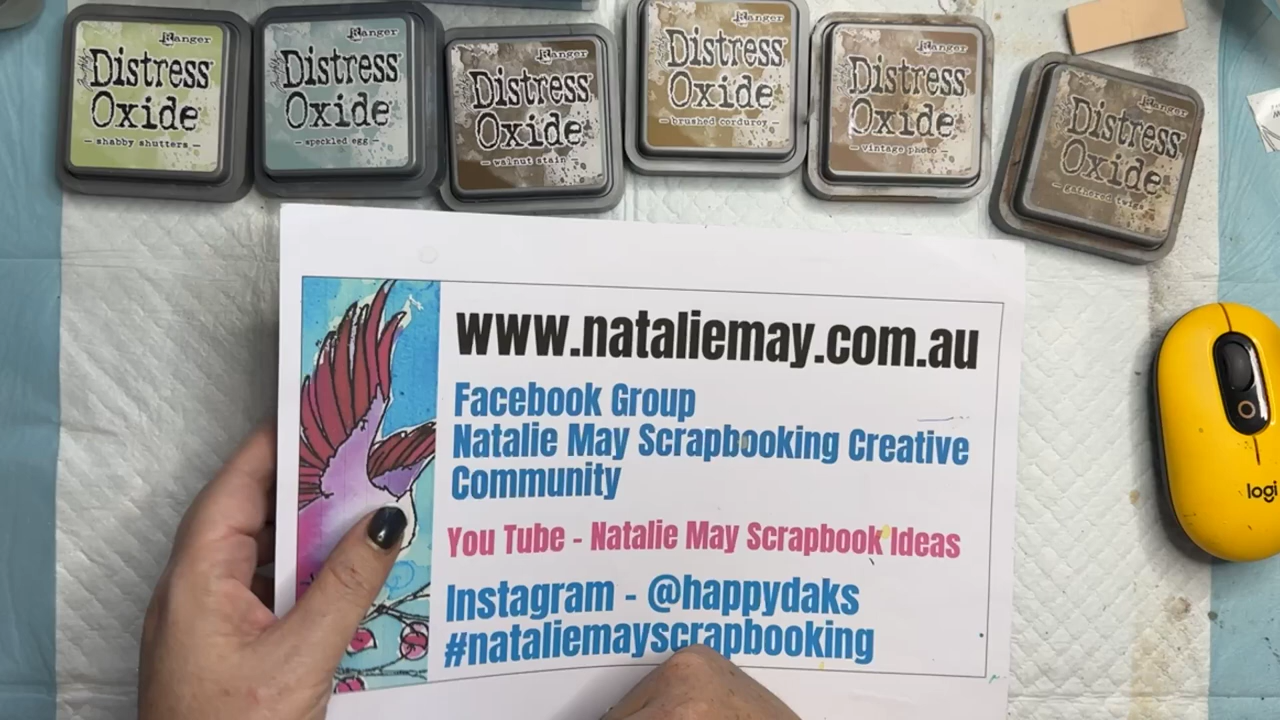 Ranger
Distress
Oxide
— shabby shutters —
Ranger
Distress
Oxide
— speckled egg —
Ranger
Distress
Oxide
— walnut stain —
Ranger
Distress
Oxide
— brushed corduroy —
Ranger
Distress
Oxide
— vintage photo —
Ranger
Distress
Oxide
— gathered twigs —
www.nataliemay.com.au
Facebook Group
Natalie May Scrapbooking Creative
Community
You Tube - Natalie May Scrapbook Ideas
Instagram - @happydaks
#nataliemayscrapbooking
logi